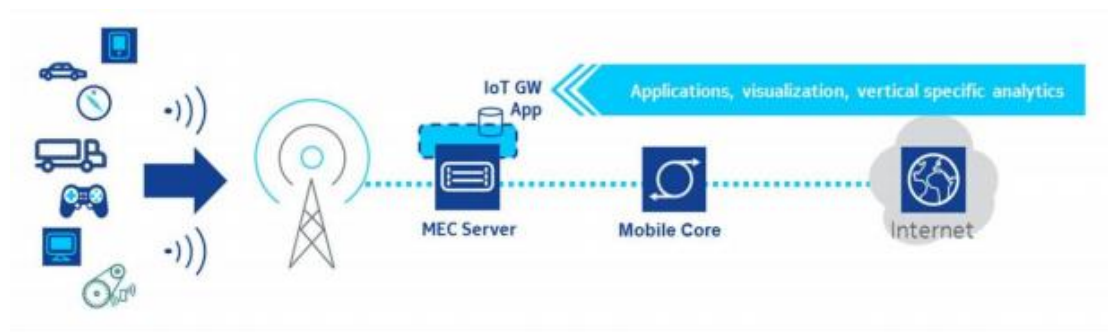 IoT GW
App
Applications, visualization, vertical specific analytics
MEC Server
Mobile Core
Internet